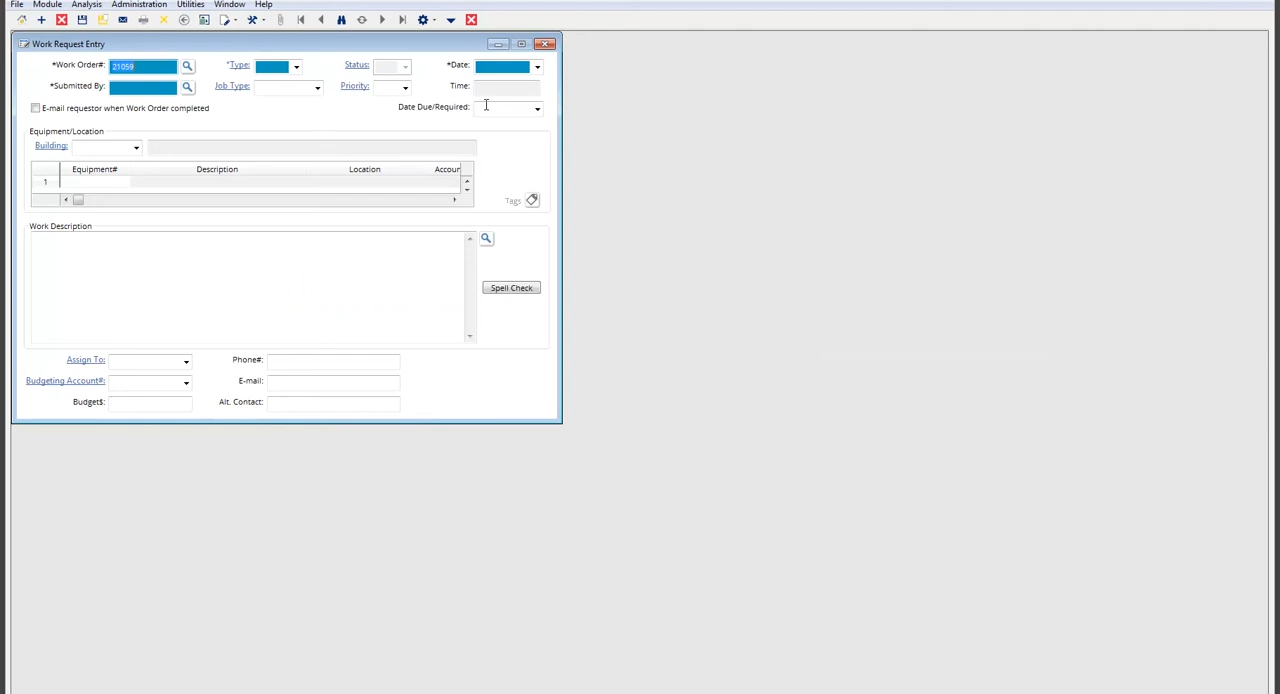 File Module Analysis Administration Utilities Window Help
Work Request Entry
*Work Order#: 21059 *Type: Status: *Date:
*Submitted By: Job Type: Priority: Time:
E-mail requestor when Work Order completed Date Due/Required:
Equipment/Location
Building:
Equipment# Description Location Accour
1
Tags
Work Description
Spell Check
Assign To: Phone#:
Budgeting Account#: E-mail:
Budget$: Alt. Contact: